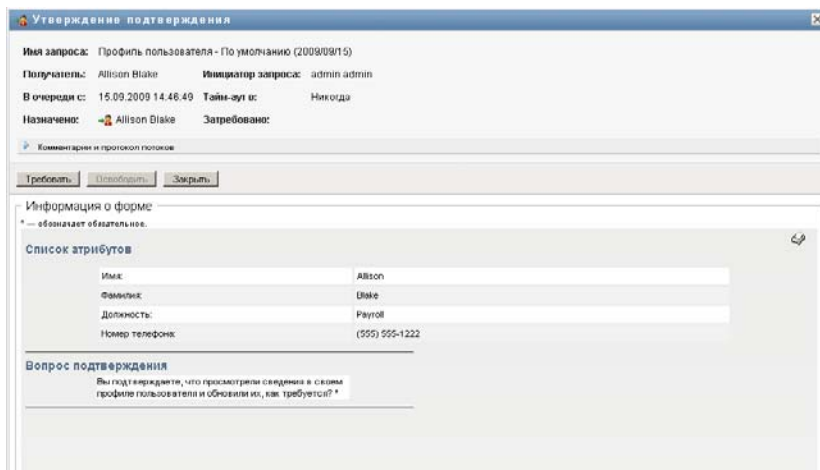 Утверждение подтверждения
Имя запроса: Профиль пользователя - По умолчанию (2009/09/15)
Получатель: Allison Blake Инициатор запроса: admin admin
В очереди с: 15.09.2009 14:46:49 Тайм-аут в: Никогда
Назначено: Allison Blake Затребовано:
Комментарии и протокол потоков
Требовать Освободить Закрыть
Информация о форме
* — обозначает обязательное.
Список атрибутов
Имя: Allison
Фамилия: Blake
Должность: Payroll
Номер телефона: (555) 555-1222
Вопрос подтверждения
Вы подтверждаете, что просмотрели сведения в своем
профиле пользователя и обновили их, как требуется? *